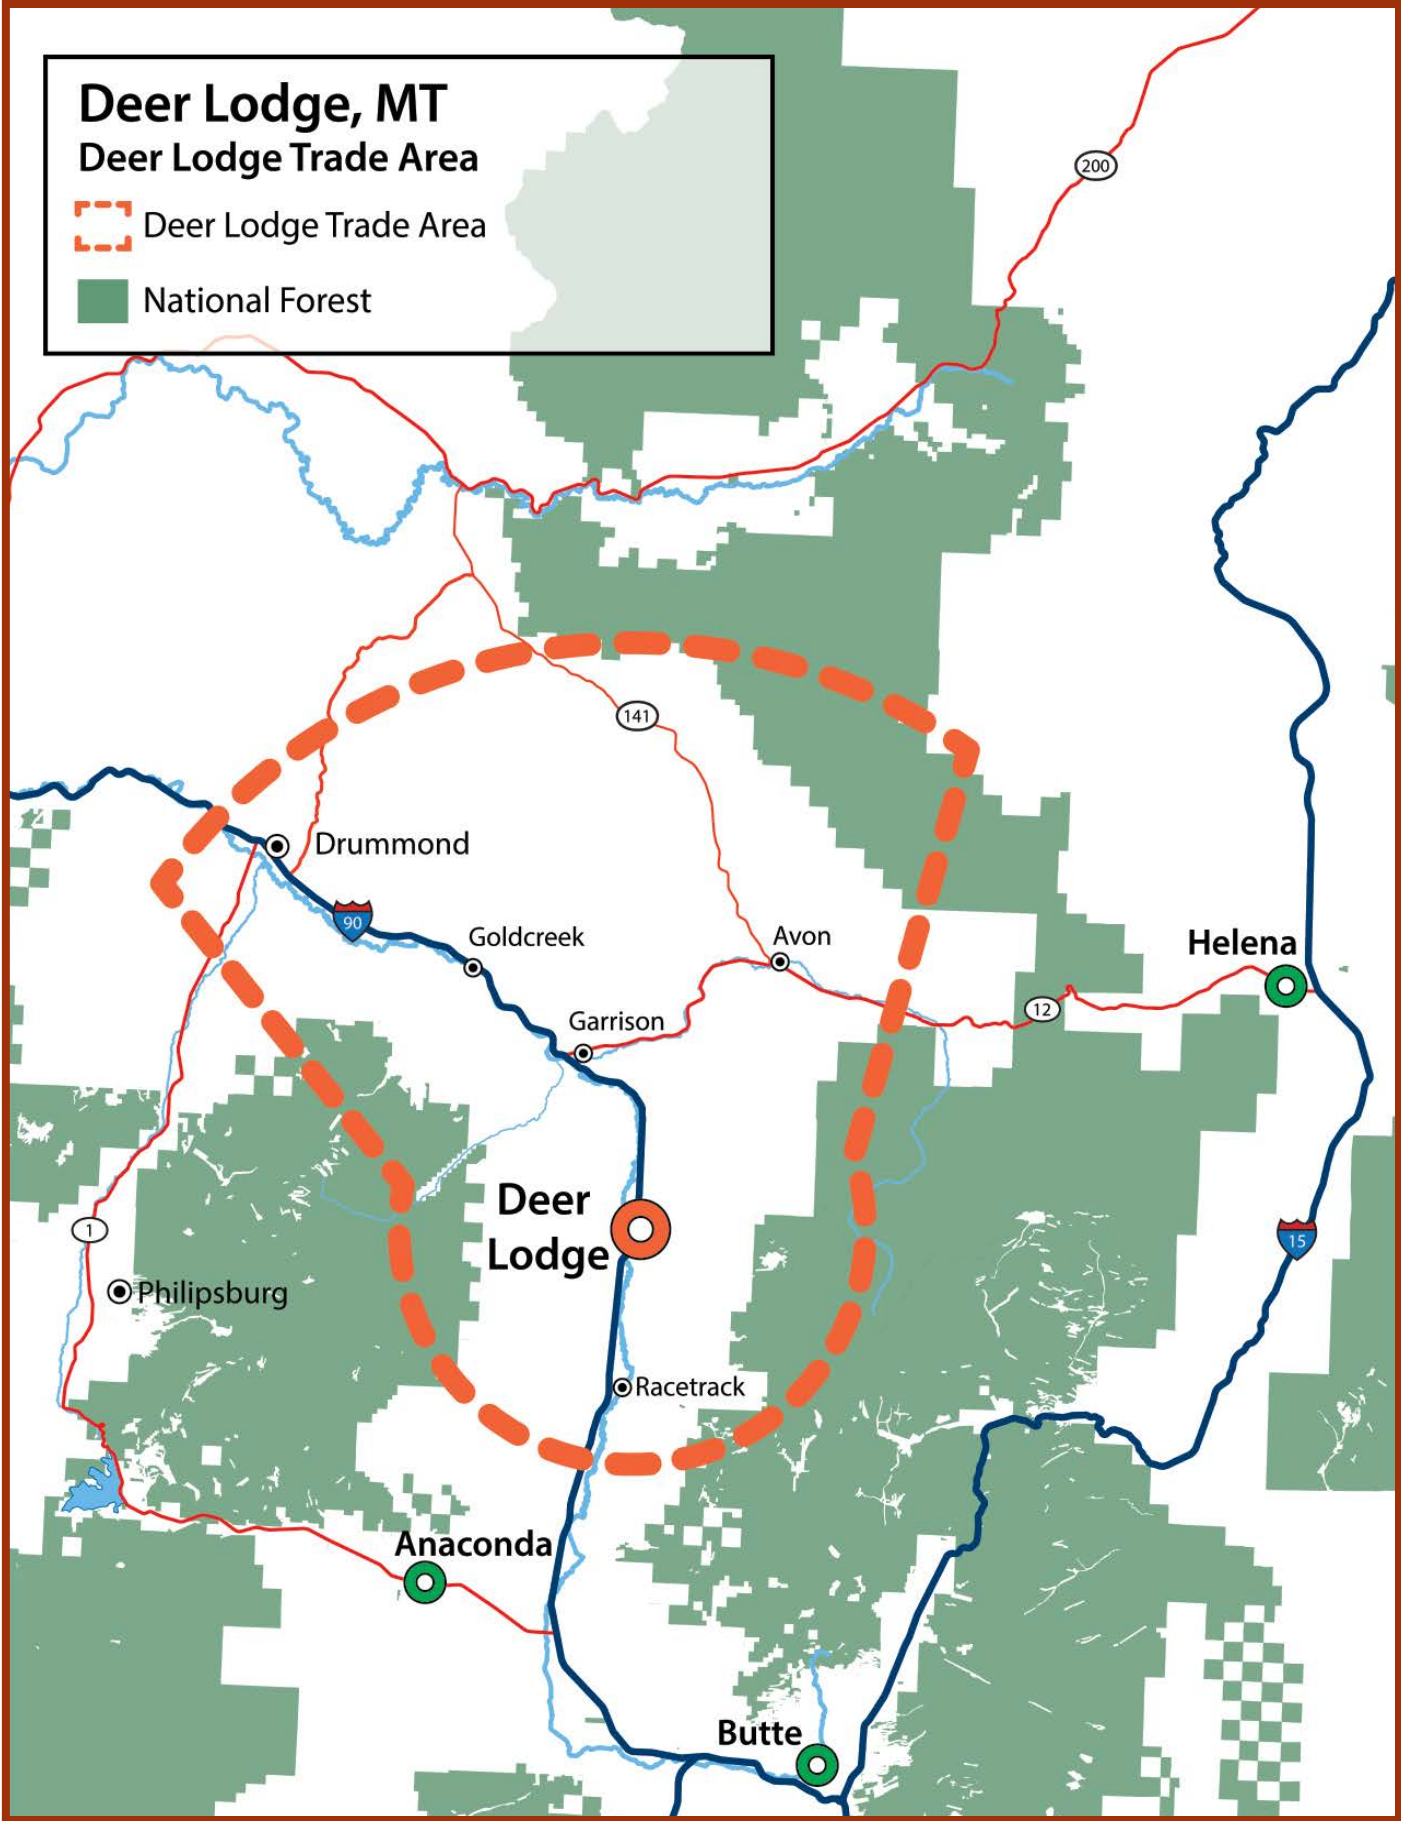 Deer Lodge, MT
Deer Lodge Trade Area
Deer Lodge Trade Area
National Forest
200
141
Drummond
90
Goldcreek
Avon
Helena
12
Garrison
Deer
Lodge
1
15
Philipsburg
Racetrack
Anaconda
Butte